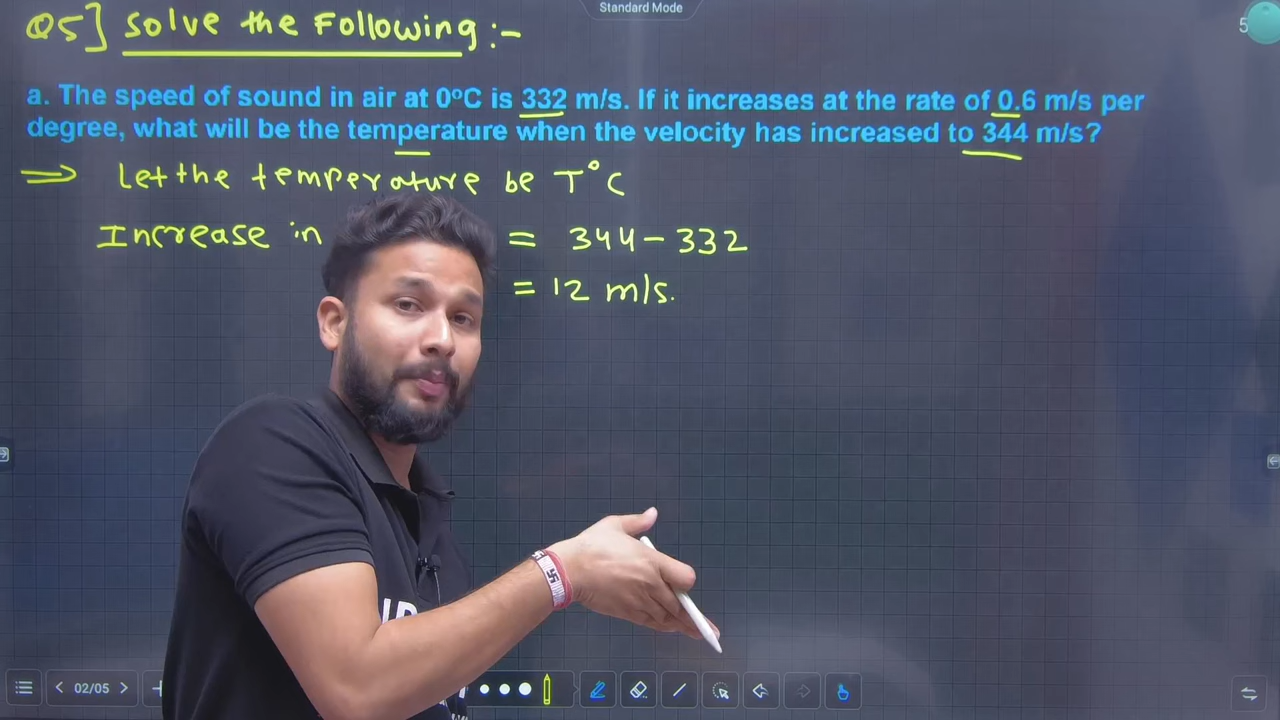 Standard Mode
Q5] Solve the Following :-
5
a. The speed of sound in air at 0°C is 332 m/s. If it increases at the rate of 0.6 m/s per
degree, what will be the temperature when the velocity has increased to 344 m/s?
⇒ Let the temperature be T°C
Increase in = 344 - 332
= 12 m/s.
02/05